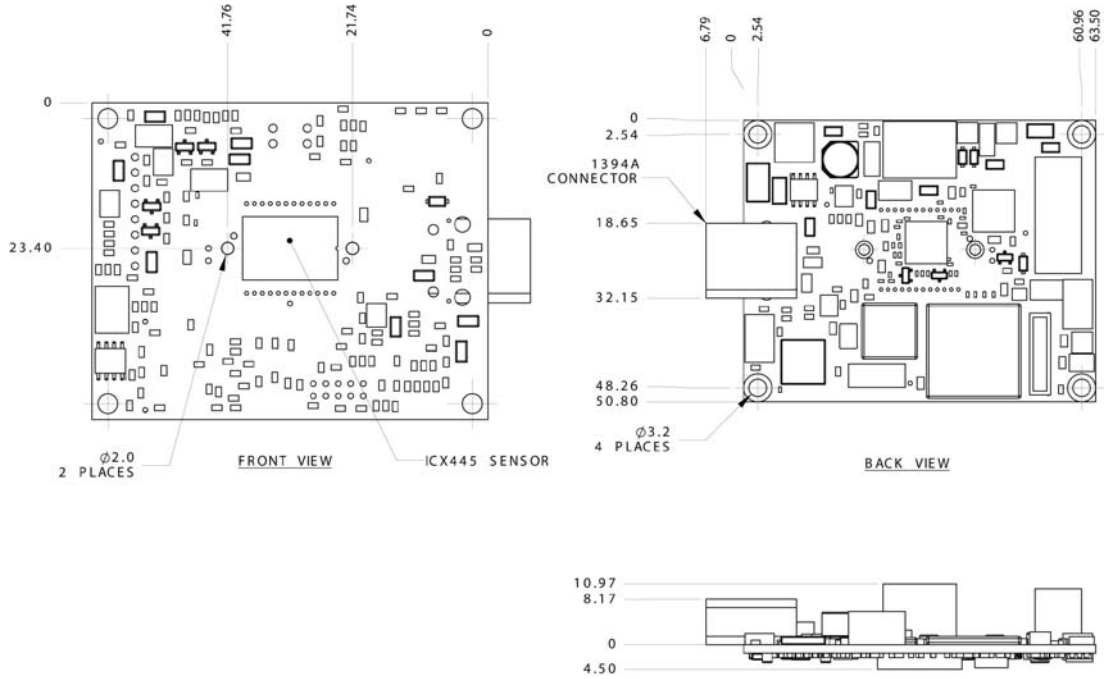 41.76
21.74
0
0
23.40
Ø2.0
2 PLACES
FRONT VIEW
ICX445 SENSOR
6.79
0
2.54
60.96
63.50
0
2.54
1394A
CONNECTOR
18.65
32.15
48.26
50.80
Ø3.2
4 PLACES
BACK VIEW
10.97
8.17
0
4.50